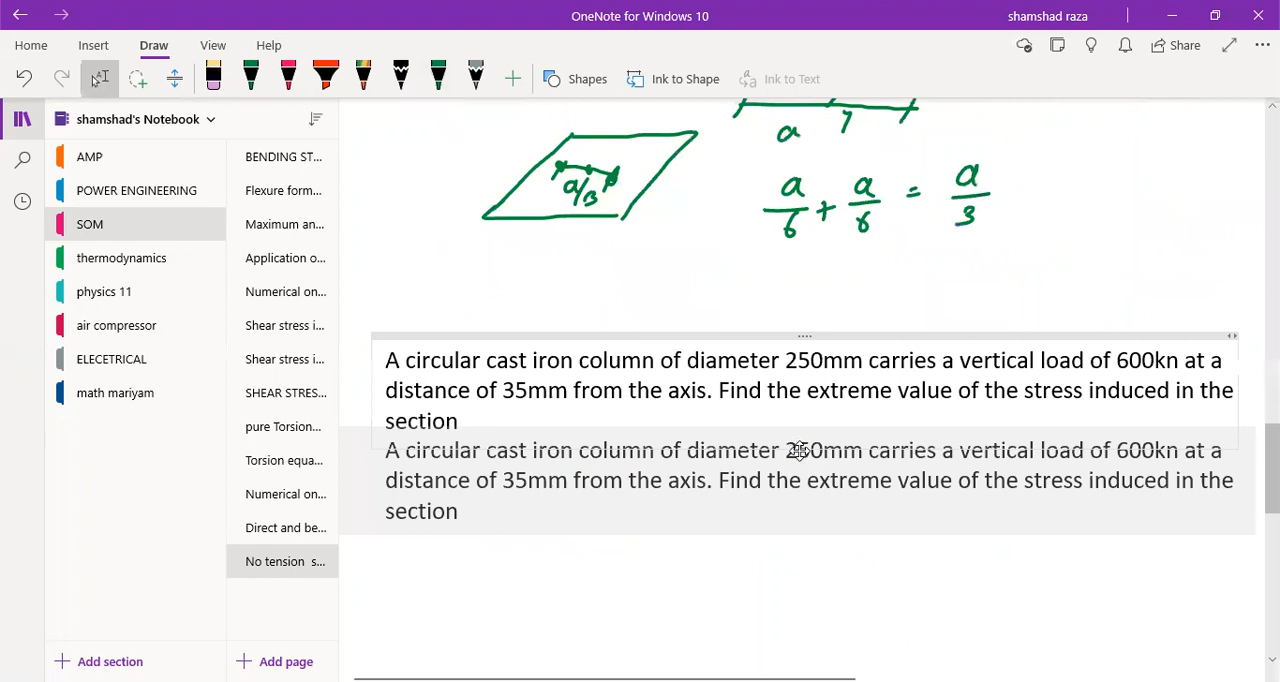 OneNote for Windows 10
shamshad raza
Home
Insert
Draw
View
Help
Share
Shapes
Ink to Shape
Ink to Text
shamshad's Notebook
AMP
POWER ENGINEERING
SOM
thermodynamics
physics 11
air compressor
ELECETRICAL
math mariyam
BENDING ST...
Flexure form...
Maximum an...
Application o...
Numerical on...
Shear stress i...
Shear stress i...
SHEAR STRES...
pure Torsion...
Torsion equa...
Numerical on...
Direct and be...
No tension s...
Add section
Add page
a
a/3
a/6 + a/6 = a/3
A circular cast iron column of diameter 250mm carries a vertical load of 600kn at a
distance of 35mm from the axis. Find the extreme value of the stress induced in the
section
A circular cast iron column of diameter 250mm carries a vertical load of 600kn at a
distance of 35mm from the axis. Find the extreme value of the stress induced in the
section